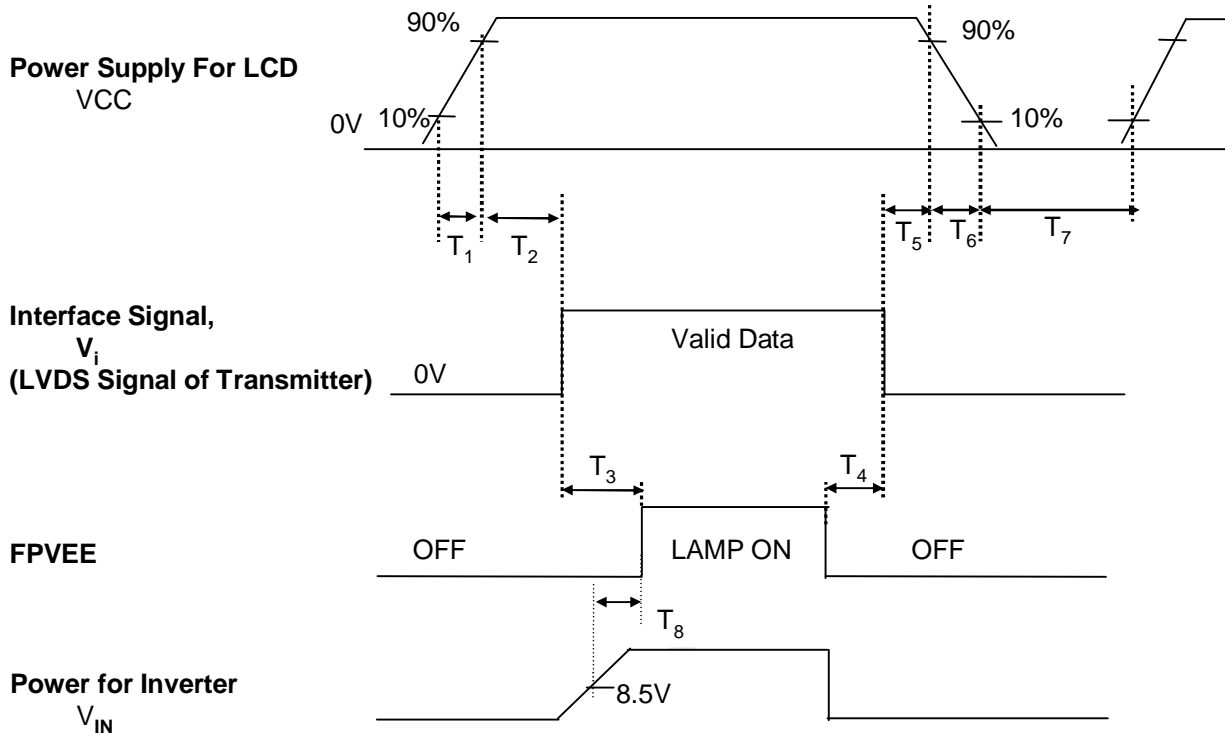 90%
90%
Power Supply For LCD
VCC
0V
10%
10%
T1
T2
T5
T6
T7
Interface Signal,
Vi
(LVDS Signal of Transmitter)
0V
Valid Data
T3
T4
FPVEE
OFF
LAMP ON
OFF
T8
Power for Inverter
VIN
8.5V